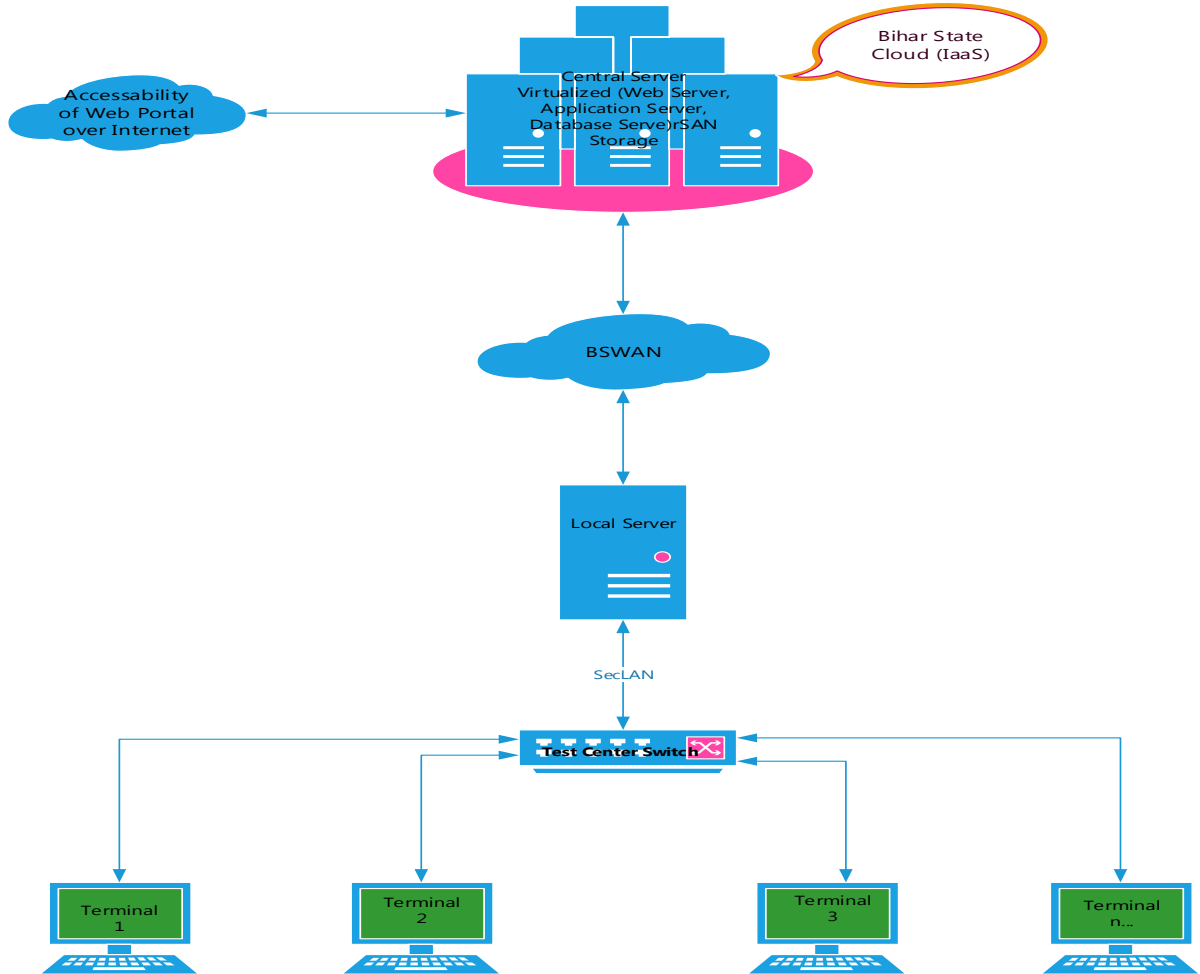 Bihar State
Cloud (IaaS)
Central Server
Virtualized (Web Server,
Application Server,
Database Serve)rSAN
Storage
Accessability
of Web Portal
over Internet
BSWAN
Local Server
SecLAN
Test Center Switch
Terminal
1
Terminal
2
Terminal
3
Terminal
n...